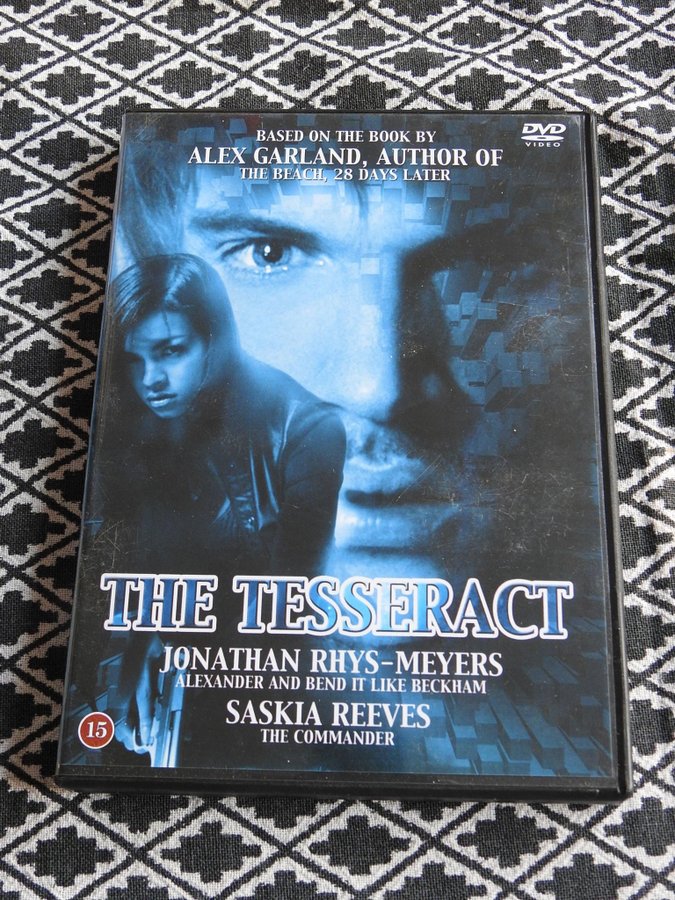 BASED ON THE BOOK BY
DVD
VIDEO
ALEX GARLAND, AUTHOR OF
THE BEACH, 28 DAYS LATER
THE TESSERACT
JONATHAN RHYS-MEYERS
ALEXANDER AND BEND IT LIKE BECKHAM
SASKIA REEVES
15
THE COMMANDER